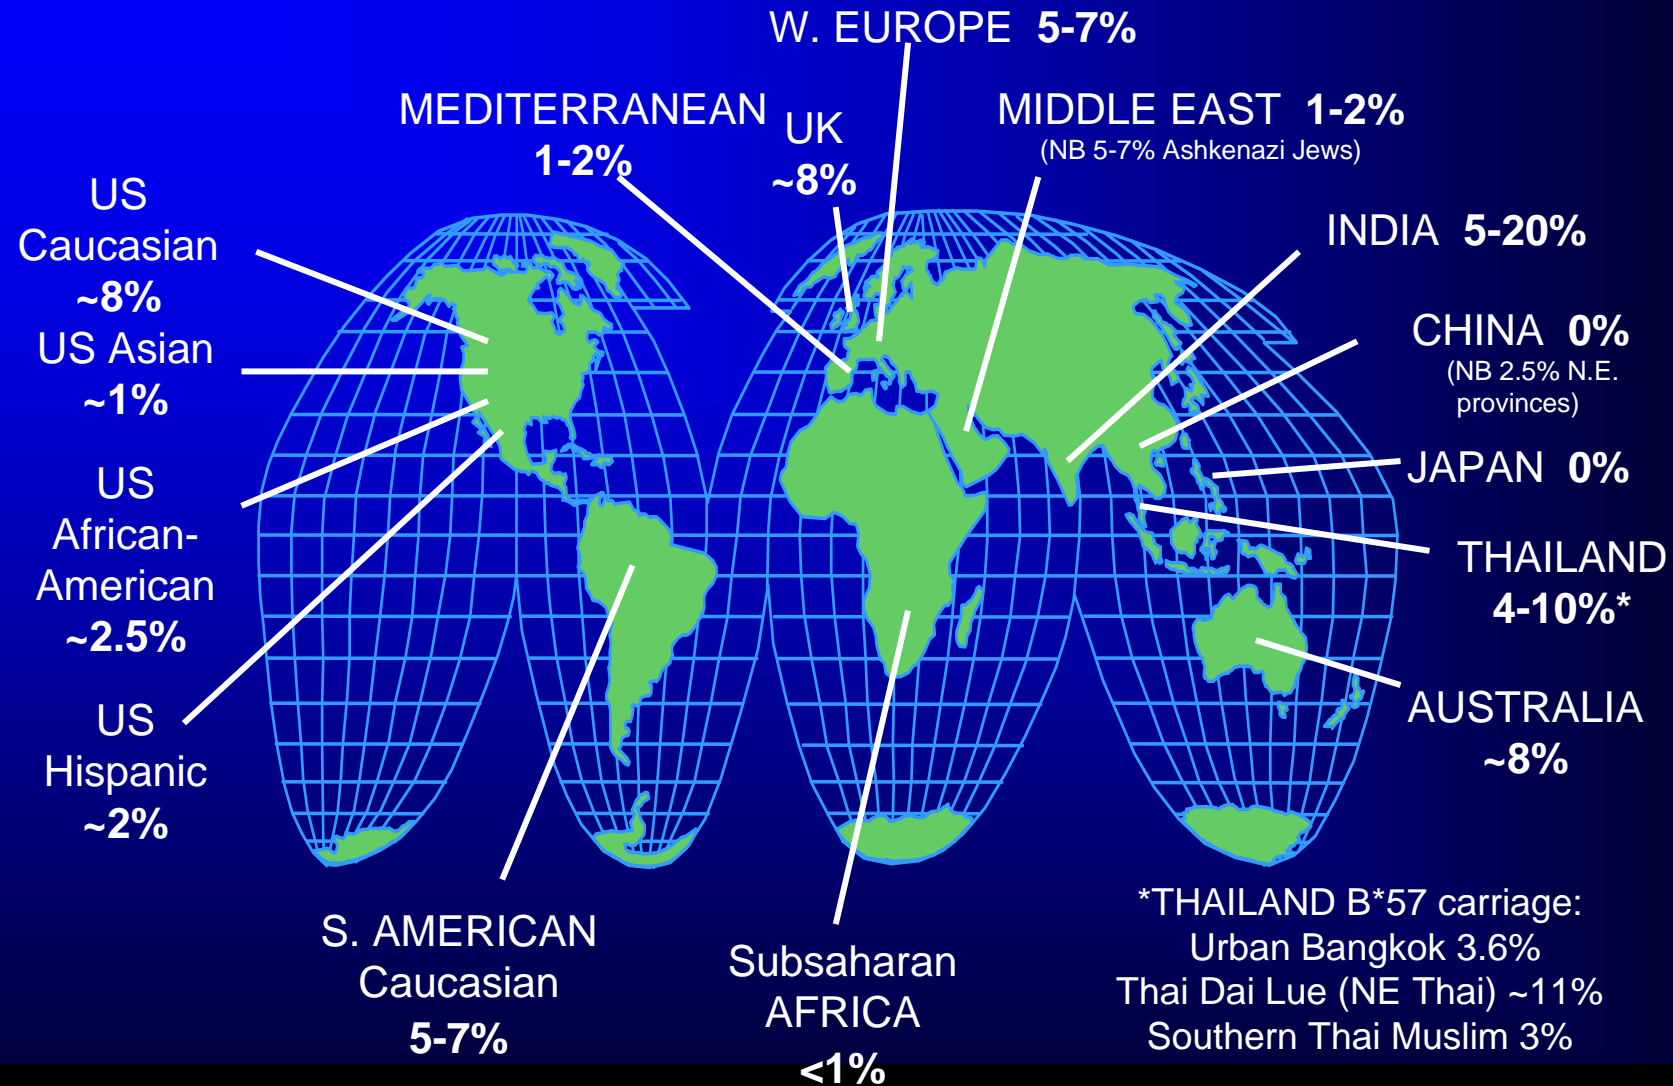 W. EUROPE 5-7%
MEDITERRANEAN
1-2%
UK
~8%
MIDDLE EAST 1-2%
(NB 5-7% Ashkenazi Jews)
US
Caucasian
~8%
US Asian
~1%
US
African-
American
~2.5%
US
Hispanic
~2%
INDIA 5-20%
CHINA 0%
(NB 2.5% N.E.
provinces)
JAPAN 0%
THAILAND
4-10%*
AUSTRALIA
~8%
S. AMERICAN
Caucasian
5-7%
Subsaharan
AFRICA
<1%
*THAILAND B*57 carriage:
Urban Bangkok 3.6%
Thai Dai Lue (NE Thai) ~11%
Southern Thai Muslim 3%